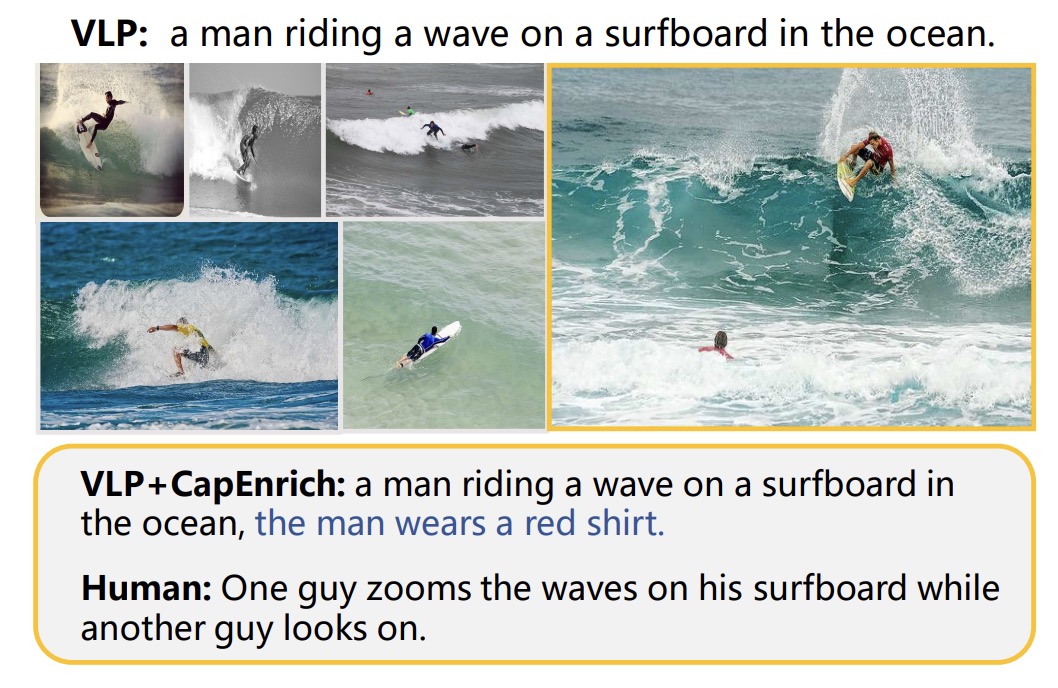 VLP: a man riding a wave on a surfboard in the ocean.
VLP+CapEnrich: a man riding a wave on a surfboard in
the ocean, the man wears a red shirt.
Human: One guy zooms the waves on his surfboard while
another guy looks on.